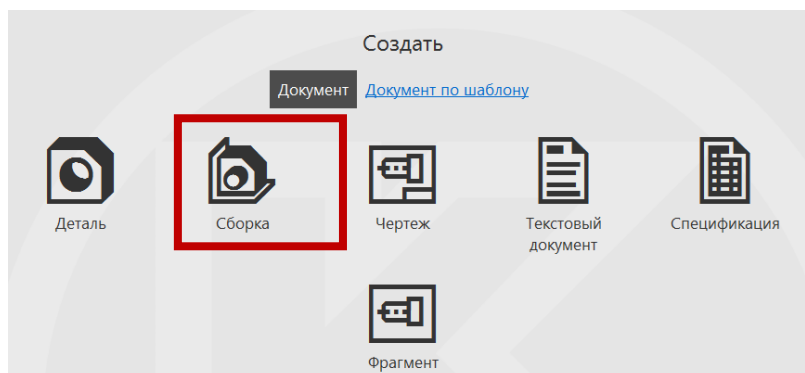 Создать
Документ Документ по шаблону
Деталь Сборка Чертеж Текстовый документ Спецификация
Фрагмент